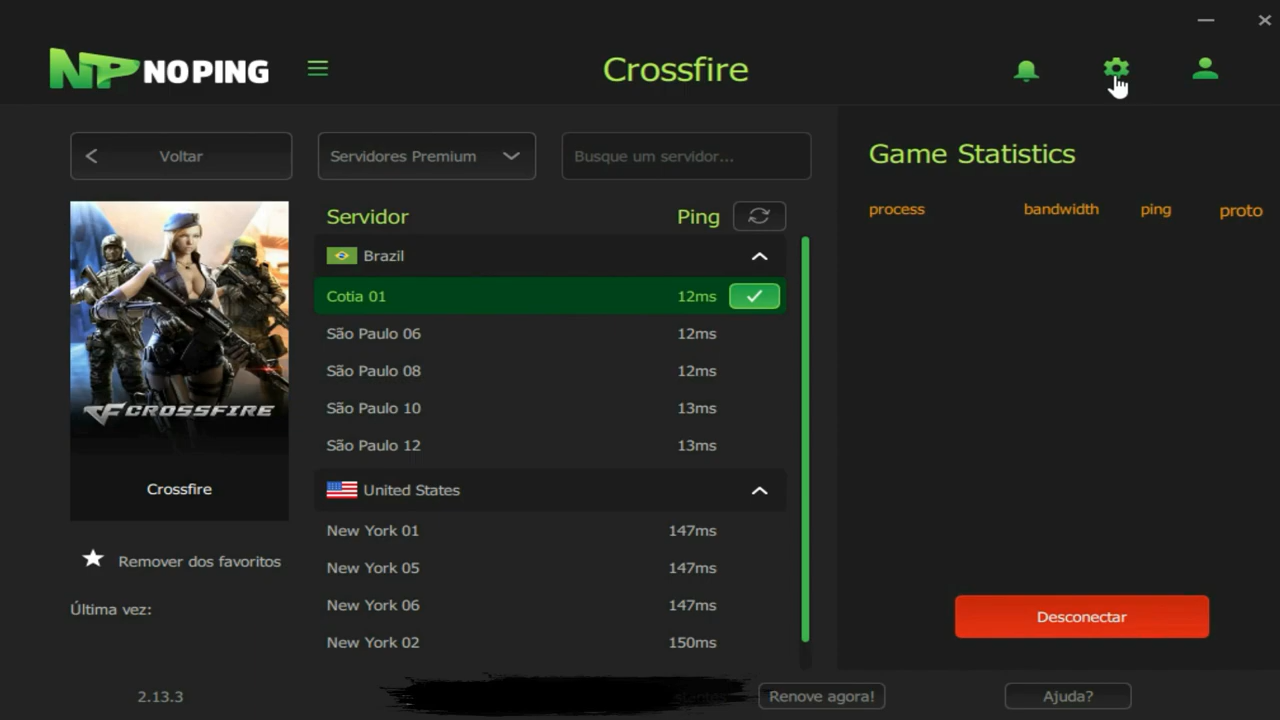 NP NOPING
Crossfire
Voltar
Servidores Premium
Busque um servidor...
CF CROSSFIRE
Crossfire
Remover dos favoritos
Última vez:
Servidor Ping
Brazil
Cotia 01 12ms
São Paulo 06 12ms
São Paulo 08 12ms
São Paulo 10 13ms
São Paulo 12 13ms
United States
New York 01 147ms
New York 05 147ms
New York 06 147ms
New York 02 150ms
Game Statistics
process bandwidth ping proto
Desconectar
2.13.3
Renove agora!
Ajuda?